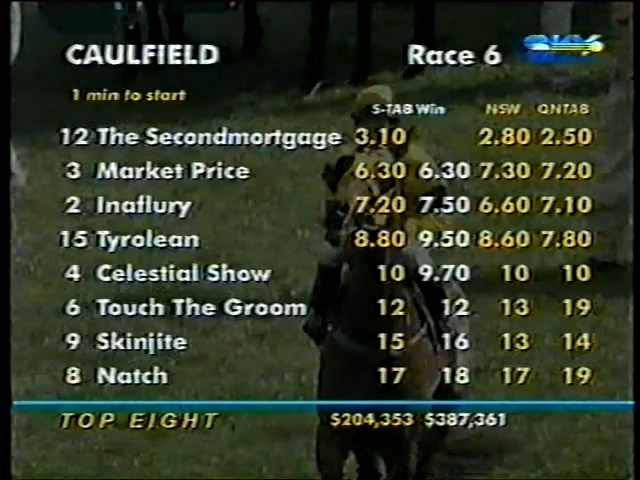 CAULFIELD Race 6 SKY
1 min to start
S-TAB Win NSW QNTAB
12 The Secondmortgage 3.10 2.80 2.50
3 Market Price 6.30 6.30 7.30 7.20
2 Inaflury 7.20 7.50 6.60 7.10
15 Tyrolean 8.80 9.50 8.60 7.80
4 Celestial Show 10 9.70 10 10
6 Touch The Groom 12 12 13 19
9 Skinjite 15 16 13 14
8 Natch 17 18 17 19
TOP EIGHT $204,353 $387,361